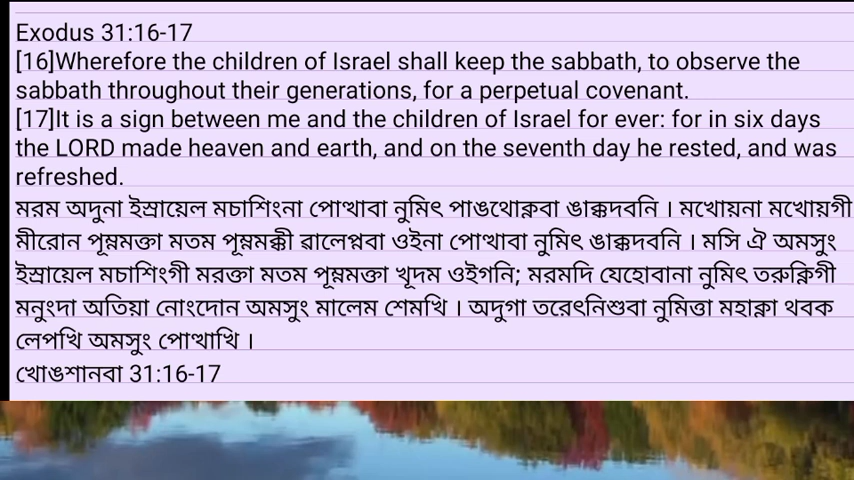 Exodus 31:16-17
[16]Wherefore the children of Israel shall keep the sabbath, to observe the
sabbath throughout their generations, for a perpetual covenant.
[17]It is a sign between me and the children of Israel for ever: for in six days
the LORD made heaven and earth, and on the seventh day he rested, and was
refreshed.
মরম অদুনা ইস্রায়েল মচাশিংনা পোত্থাবা নুমিৎ পাঙথোক্লবা ঙাক্কদবনি । মখোয়না মখোয়গী
মীরোন পূম্নমক্তা মতম পূম্নমক্কী ৱালেপ্নবা ওইনা পোত্থাবা নুমিৎ ঙাক্কদবনি । মসি ঐ অমসুং
ইস্রায়েল মচাশিংগী মরক্তা মতম পূম্নমক্তা খূদম ওইগনি; মরমদি যেহোবানা নুমিৎ তরুক্নিগী
মনুংদা অতিয়া নোংদোন অমসুং মালেম শেমখি । অদুগা তরেৎনিশুবা নুমিত্তা মহাক্না থবক
লেপখি অমসুং পোত্থাখি ।
খোঙশানবা 31:16-17